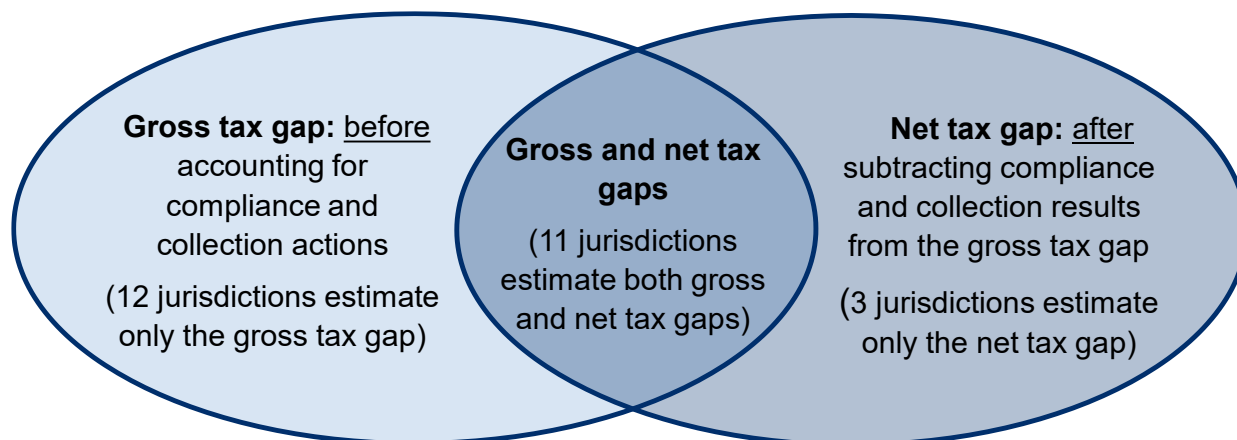 Gross tax gap: before
accounting for
compliance and
collection actions
(12 jurisdictions estimate
only the gross tax gap)
Gross and net tax
gaps
(11 jurisdictions
estimate both gross
and net tax gaps)
Net tax gap: after
subtracting compliance
and collection results
from the gross tax gap
(3 jurisdictions estimate
only the net tax gap)